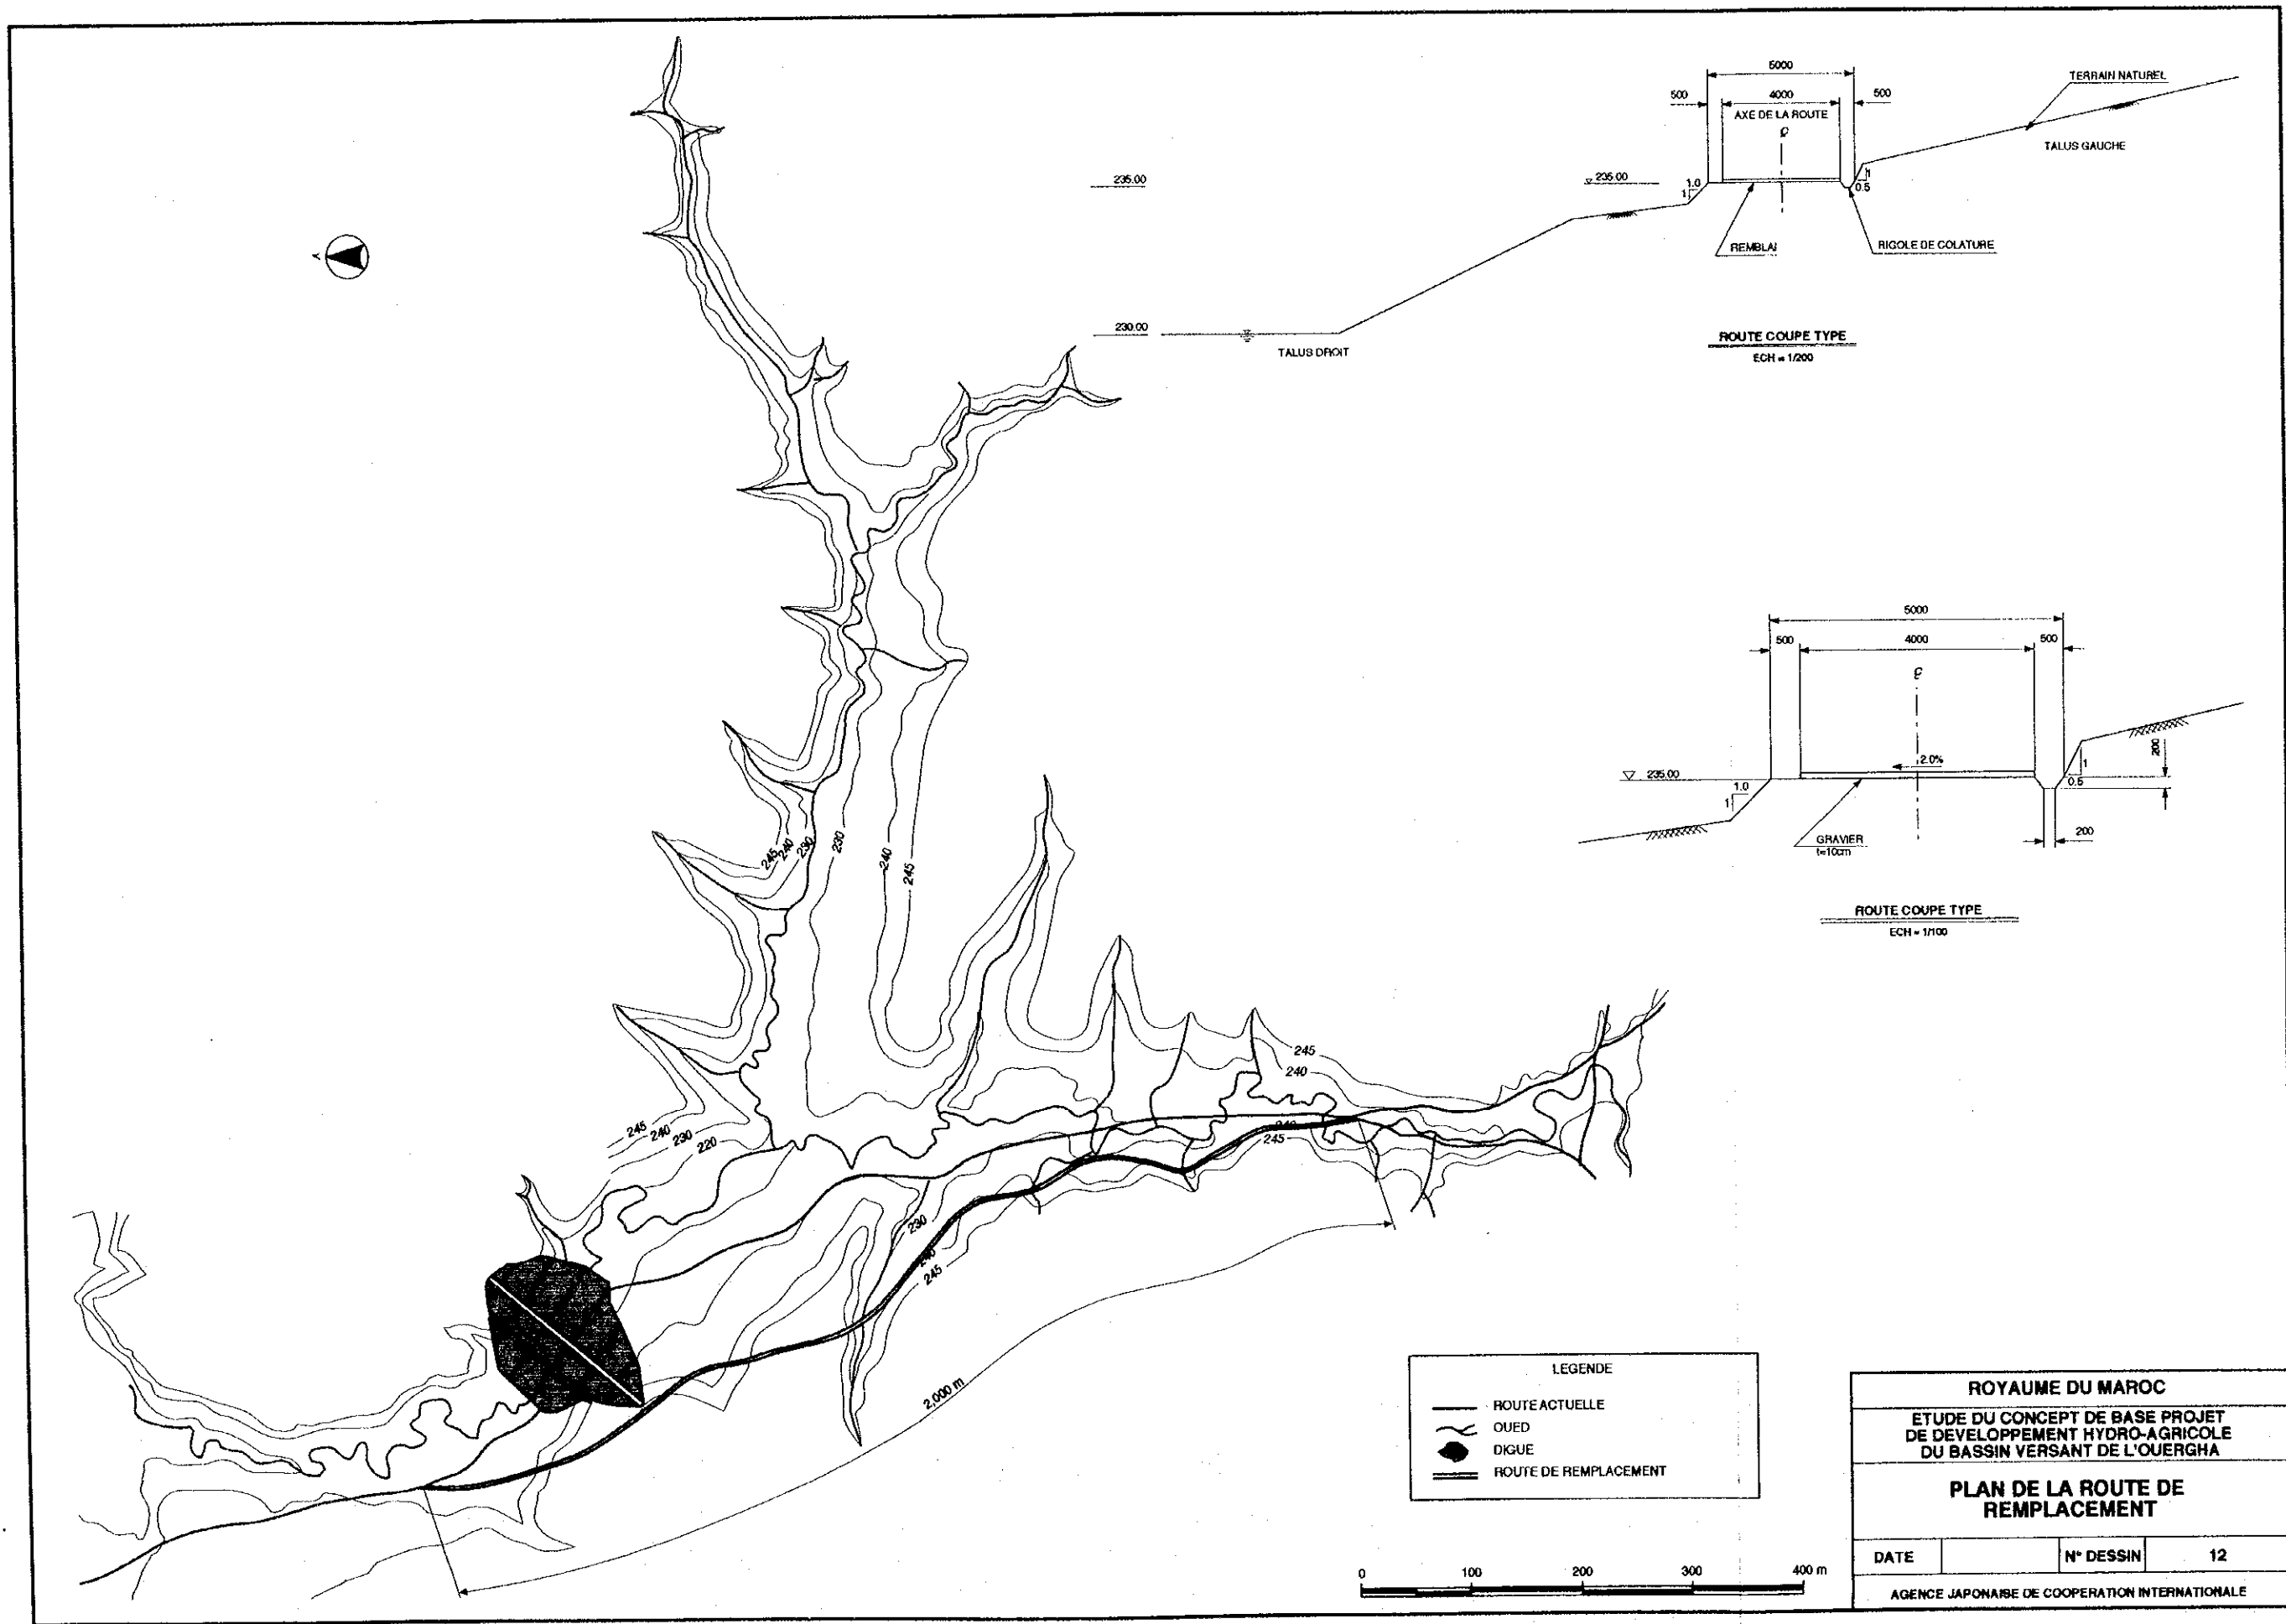 5000
500
4000
500
AXE DE LA ROUTE
TERRAIN NATUREL
TALUS GAUCHE
235.00
235.00
1.0
1
1
0.5
REMBLAI
RIGOLE DE COLATURE
230.00
TALUS DROIT
ROUTE COUPE TYPE
ECH = 1/200
5000
500
4000
500
2.0%
235.00
1.0
1
1
0.5
200
200
GRAVIER
t=10cm
ROUTE COUPE TYPE
ECH = 1/100
245
240
230
230
240
245
245
240
245
240
230
220
240
245
230
240
245
2,000 m
LEGENDE
ROUTE ACTUELLE
OUED
DIGUE
ROUTE DE REMPLACEMENT
0 100 200 300 400 m
ROYAUME DU MAROC
ETUDE DU CONCEPT DE BASE PROJET
DE DEVELOPPEMENT HYDRO-AGRICOLE
DU BASSIN VERSANT DE L'OUERGHA
PLAN DE LA ROUTE DE
REMPLACEMENT
DATE
N° DESSIN
12
AGENCE JAPONAISE DE COOPERATION INTERNATIONALE